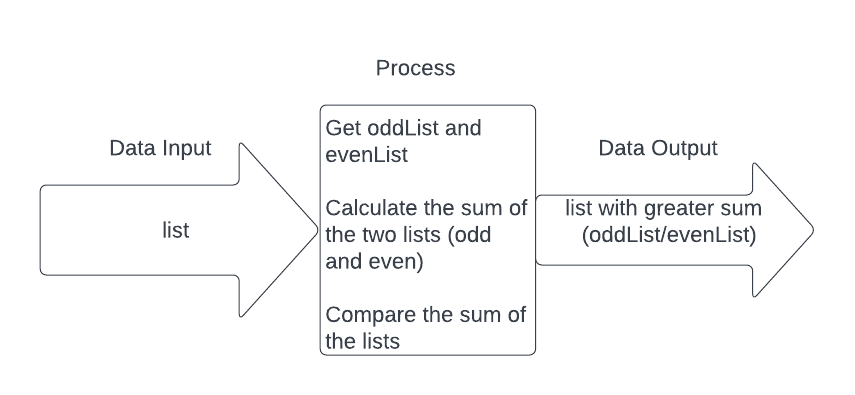 Process
Data Input
Data Output
Get oddList and
evenList
Calculate the sum of
the two lists (odd
and even)
Compare the sum of
the lists
list
list with greater sum
(oddList/evenList)